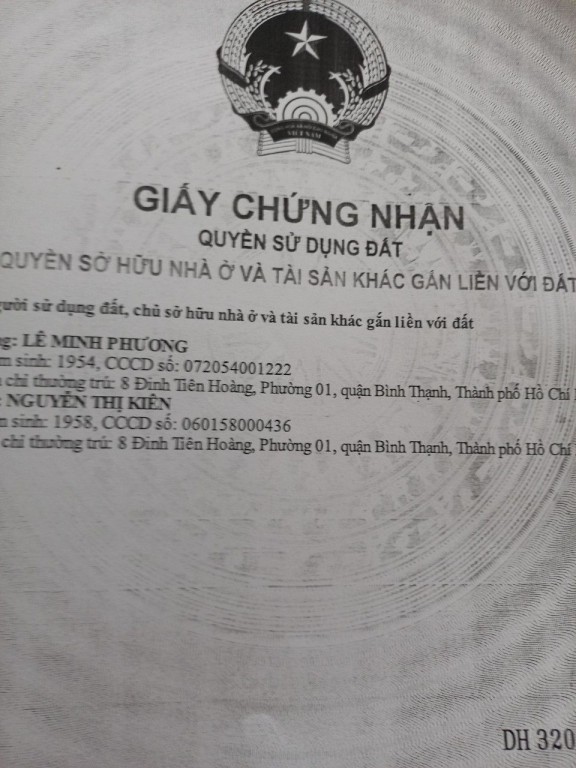 VIỆT NAM
GIẤY CHỨNG NHẬN
QUYỀN SỬ DỤNG ĐẤT
QUYỀN SỞ HỮU NHÀ Ở VÀ TÀI SẢN KHÁC GẮN LIỀN VỚI ĐẤT
gười sử dụng đất, chủ sở hữu nhà ở và tài sản khác gắn liền với đất
ng: LÊ MINH PHƯƠNG
m sinh: 1954, CCCD số: 072054001222
chỉ thường trú: 8 Đinh Tiên Hoàng, Phường 01, quận Bình Thạnh, Thành phố Hồ Chí
: NGUYỄN THỊ KIÊN
m sinh: 1958, CCCD số: 060158000436
chỉ thường trú: 8 Đinh Tiên Hoàng, Phường 01, quận Bình Thạnh, Thành phố Hồ Chí
DH 320